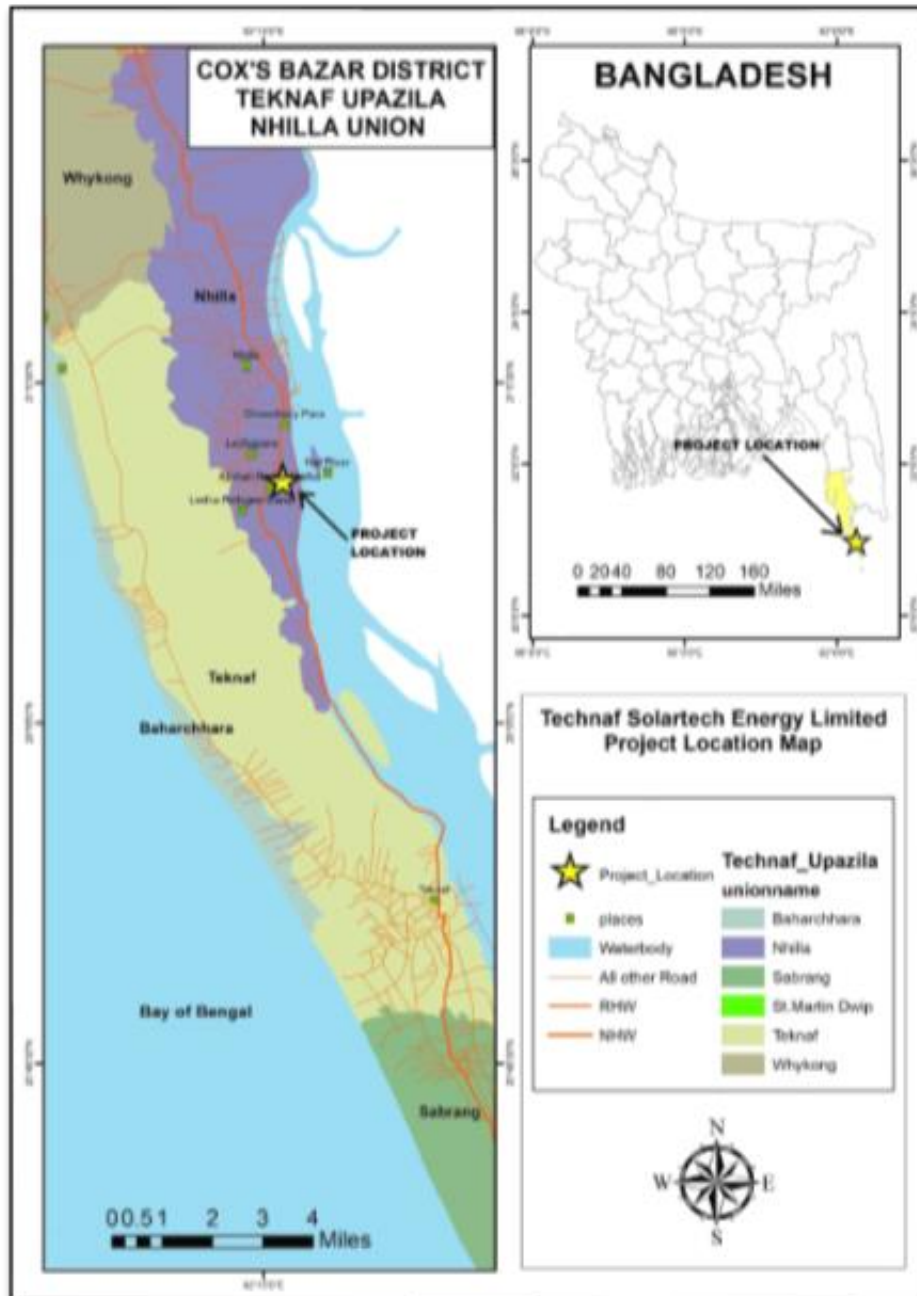 COX'S BAZAR DISTRICT
TEKNAF UPAZILA
NHILLA UNION
Whykong
Nhilla
PROJECT
LOCATION
Teknaf
Baharchhara
Bay of Bengal
Sabrang
0 0.5 1 2 3 4
Miles
BANGLADESH
PROJECT LOCATION
0 20 40 80 120 160
Miles
Technaf Solartech Energy Limited
Project Location Map
Legend
Project_Location
places
Waterbody
All other Road
RHW
NHW
Technaf_Upazila
unionname
Baharchhara
Nhilla
Sabrang
St.Martin Dwip
Teknaf
Whykong
N
W E
S